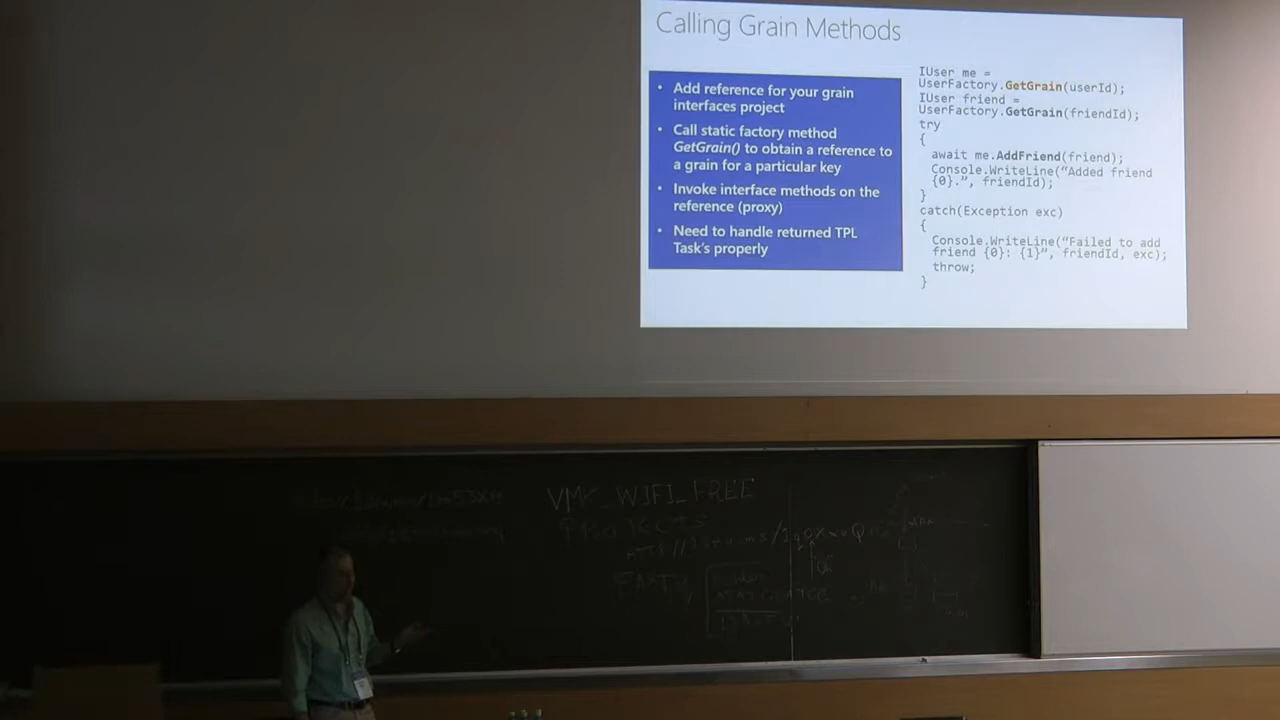 Calling Grain Methods
• Add reference for your grain
interfaces project
• Call static factory method
GetGrain() to obtain a reference to
a grain for a particular key
• Invoke interface methods on the
reference (proxy)
• Need to handle returned TPL
Task's properly
IUser me =
UserFactory.GetGrain(userId);
IUser friend =
UserFactory.GetGrain(friendId);
try
{
await me.AddFriend(friend);
Console.WriteLine(“Added friend
{0}.”, friendId);
}
catch(Exception exc)
{
Console.WriteLine(“Failed to add
friend {0}: {1}”, friendId, exc);
throw;
}
VMK_WIFI_FREE